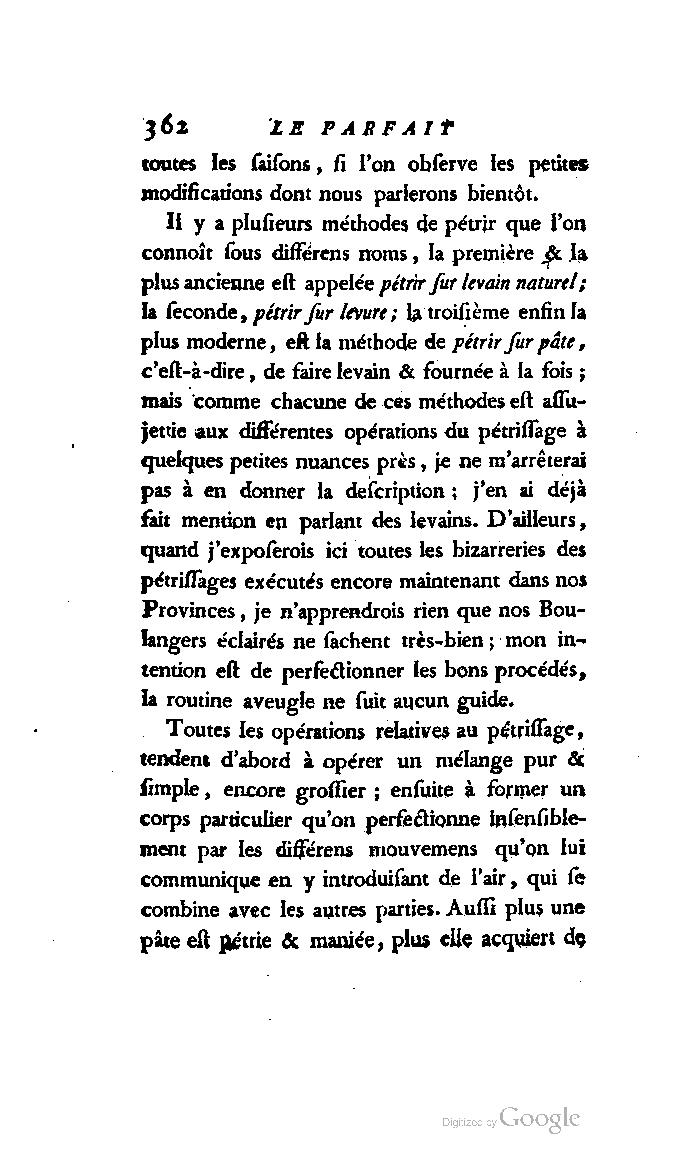 362 LE PARFAIT
toutes les ſaiſons, ſi l'on obſerve les petites
modifications dont nous parlerons bientôt.
Il y a pluſieurs méthodes de pétrir que l'on
connoît ſous différens noms, la première & la
plus ancienne eſt appelée pétrir ſur levain naturel;
la ſeconde, pétrir ſur levure; la troiſième enfin la
plus moderne, eſt la méthode de pétrir ſur pâte,
c'eſt-à-dire, de faire levain & fournée à la fois;
mais comme chacune de ces méthodes eſt aſſu-
jettie aux différentes opérations du pétriſſage à
quelques petites nuances près, je ne m'arrêterai
pas à en donner la deſcription; j'en ai déjà
fait mention en parlant des levains. D'ailleurs,
quand j'expoſerois ici toutes les bizarreries des
pétriſſages exécutés encore maintenant dans nos
Provinces, je n'apprendrois rien que nos Bou-
langers éclairés ne ſachent très-bien; mon in-
tention eſt de perfectionner les bons procédés,
la routine aveugle ne ſuit aucun guide.
Toutes les opérations relatives au pétriſſage,
tendent d'abord à opérer un mélange pur &
ſimple, encore groſſier; enſuite à former un
corps particulier qu'on perfectionne inſenſible-
ment par les différens mouvemens qu'on lui
communique en y introduiſant de l'air, qui ſe
combine avec les autres parties. Auſſi plus une
pâte eſt pétrie & maniée, plus elle acquiert de
Digitized by Google